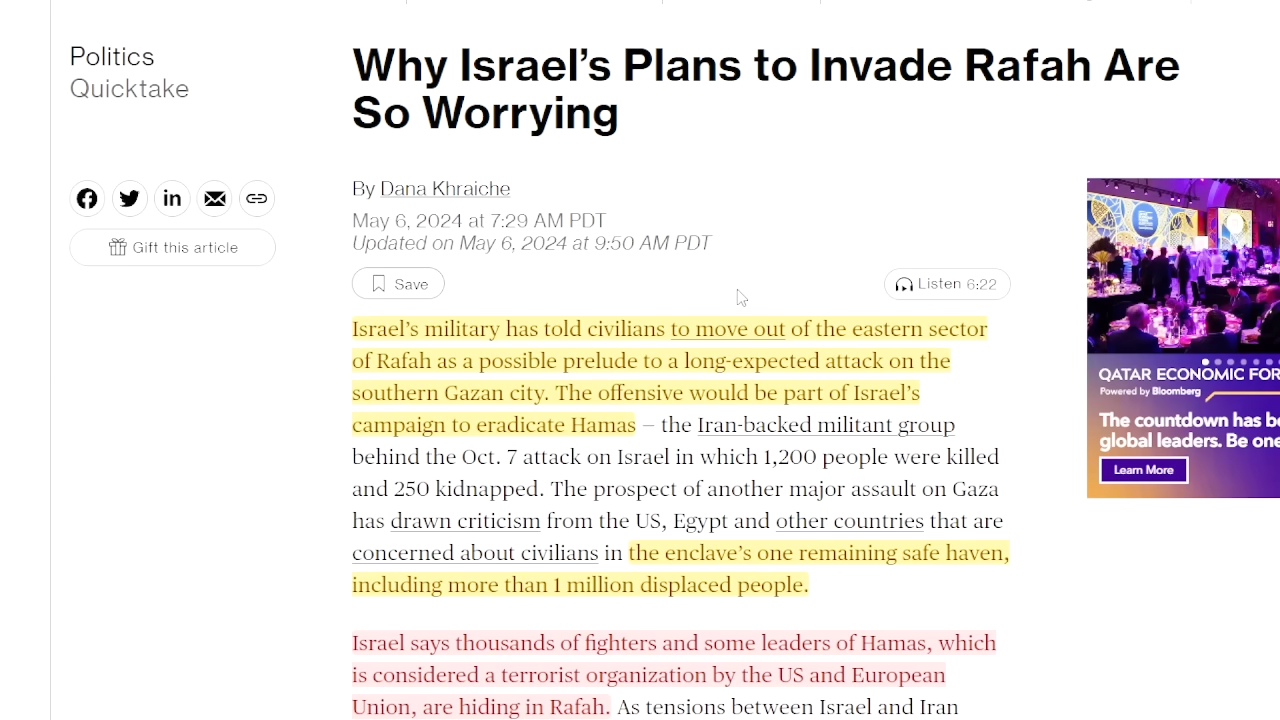 Politics
Quicktake
Why Israel's Plans to Invade Rafah Are
So Worrying
By Dana Khraiche
May 6, 2024 at 7:29 AM PDT
Updated on May 6, 2024 at 9:50 AM PDT
Gift this article
Save
Listen 6:22
Israel's military has told civilians to move out of the eastern sector
of Rafah as a possible prelude to a long-expected attack on the
southern Gazan city. The offensive would be part of Israel's
campaign to eradicate Hamas – the Iran-backed militant group
behind the Oct. 7 attack on Israel in which 1,200 people were killed
and 250 kidnapped. The prospect of another major assault on Gaza
has drawn criticism from the US, Egypt and other countries that are
concerned about civilians in the enclave's one remaining safe haven,
including more than 1 million displaced people.
Israel says thousands of fighters and some leaders of Hamas, which
is considered a terrorist organization by the US and European
Union, are hiding in Rafah. As tensions between Israel and Iran
QATAR ECONOMIC FOR
Powered by Bloomberg
The countdown has be
global leaders. Be one
Learn More